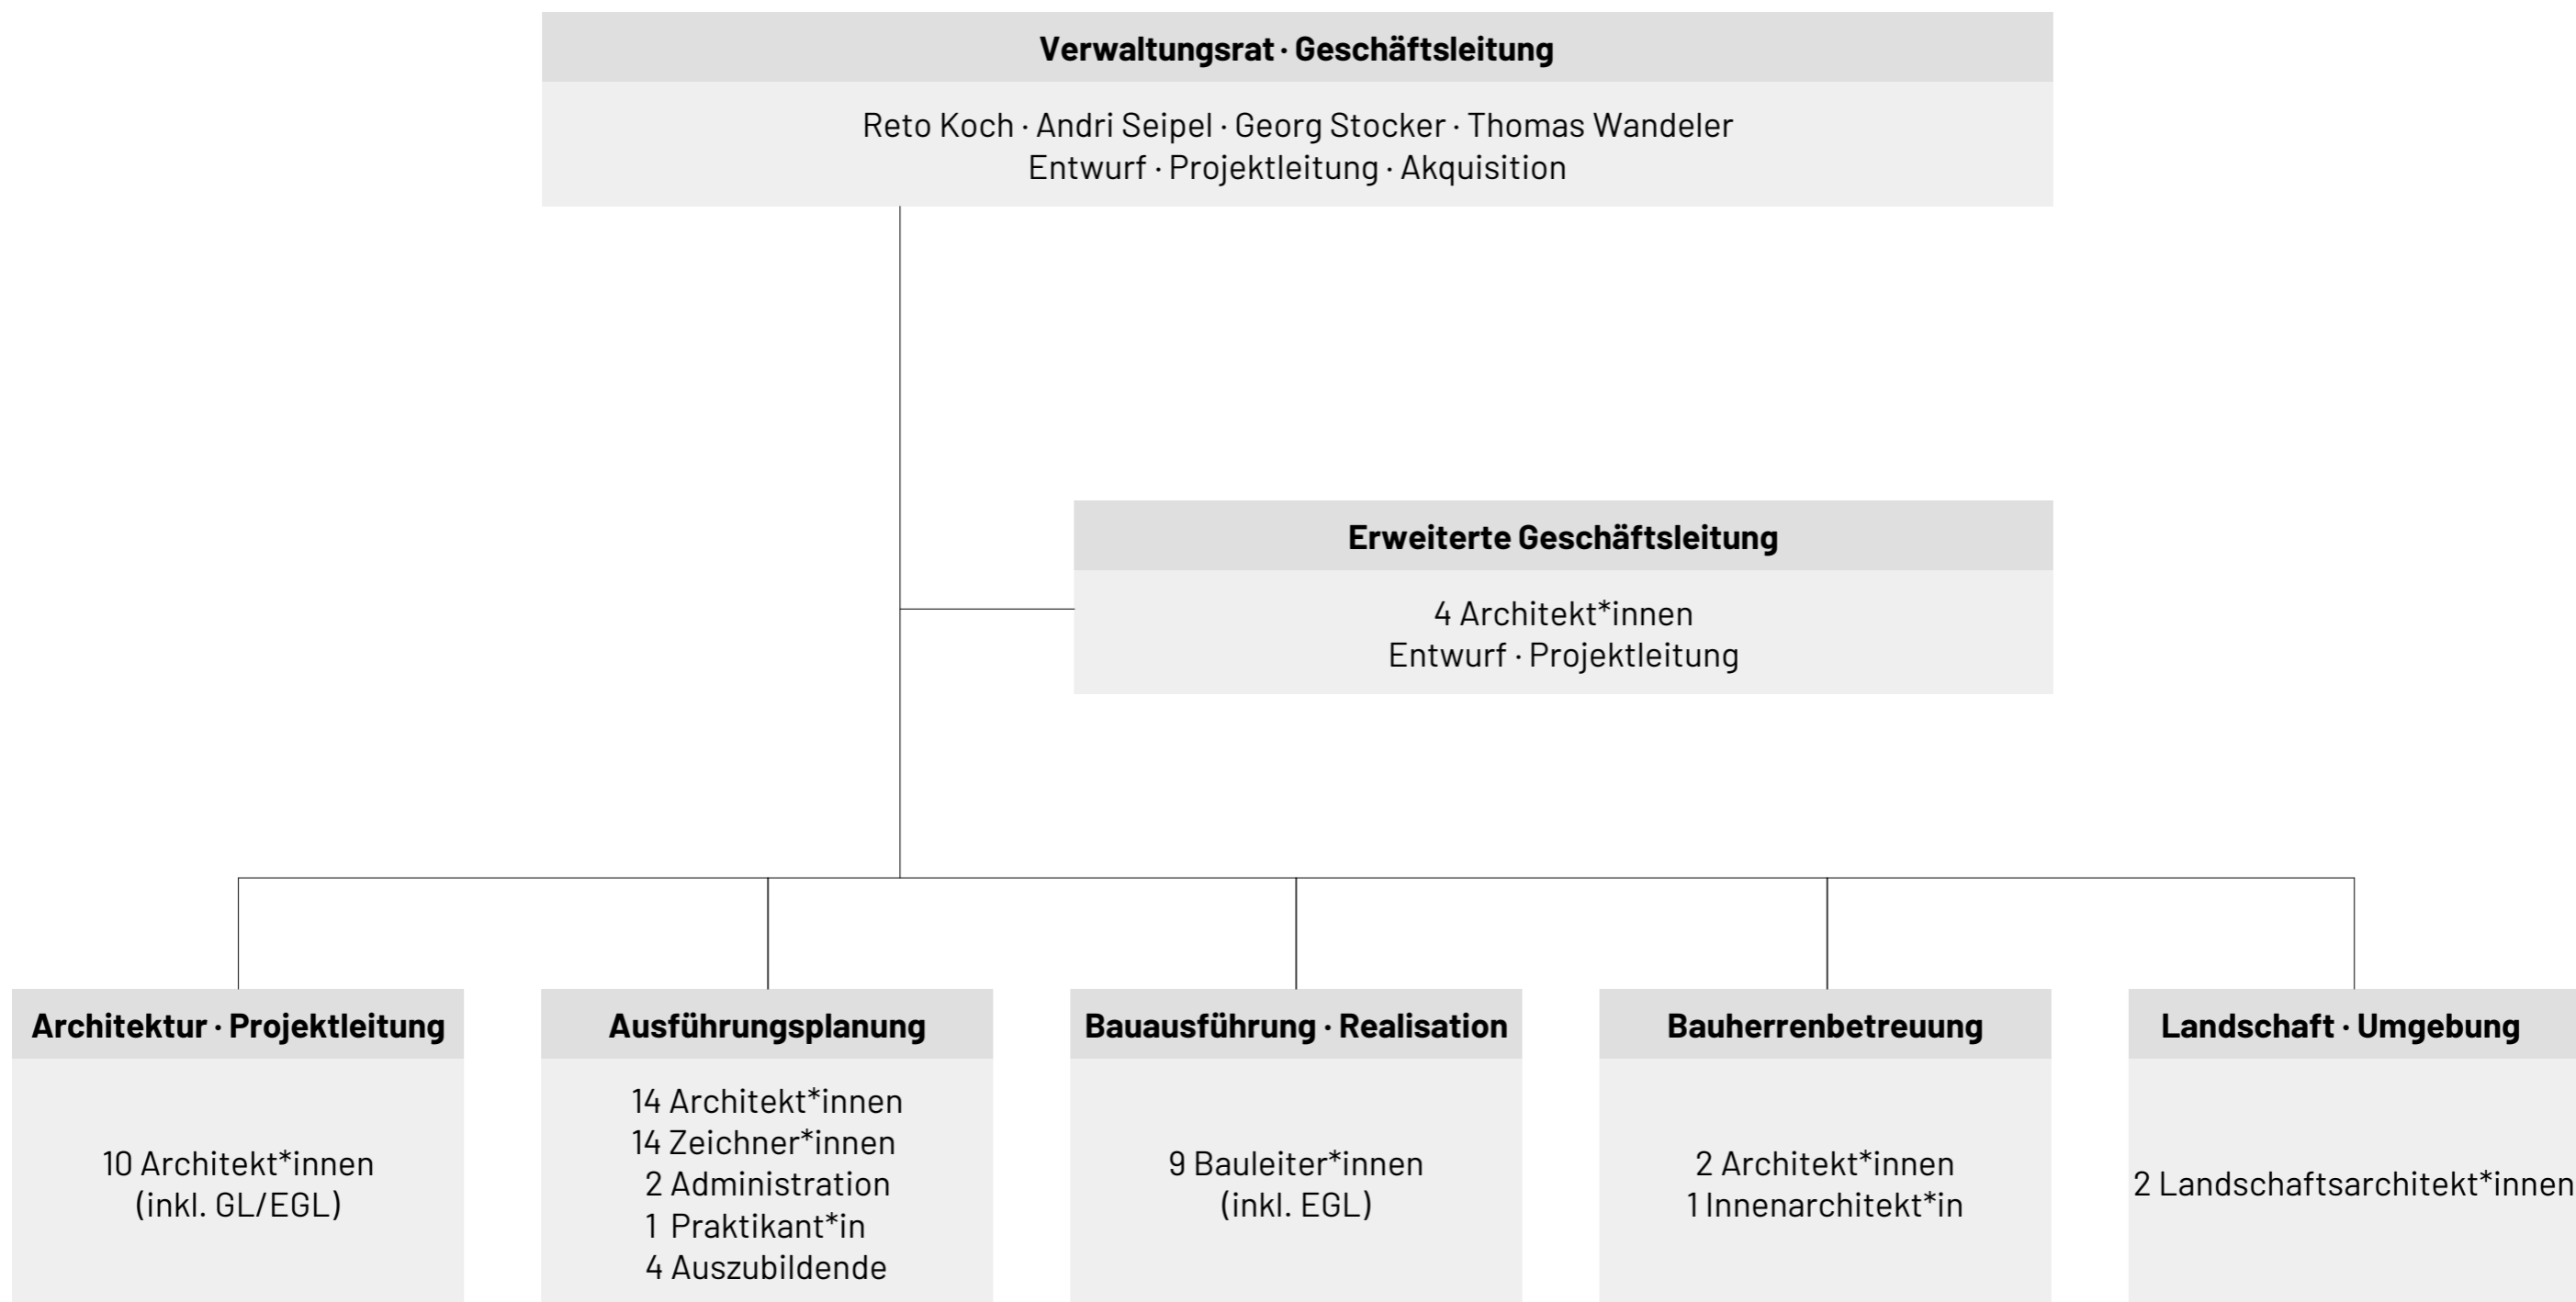 Verwaltungsrat · Geschäftsleitung
Reto Koch · Andri Seipel · Georg Stocker · Thomas Wandeler
Entwurf · Projektleitung · Akquisition
Erweiterte Geschäftsleitung
4 Architekt*innen
Entwurf · Projektleitung
Architektur · Projektleitung
10 Architekt*innen
(inkl. GL/EGL)
Ausführungsplanung
14 Architekt*innen
14 Zeichner*innen
2 Administration
1 Praktikant*in
4 Auszubildende
Bauausführung · Realisation
9 Bauleiter*innen
(inkl. EGL)
Bauherrenbetreuung
2 Architekt*innen
1 Innenarchitekt*in
Landschaft · Umgebung
2 Landschaftsarchitekt*innen